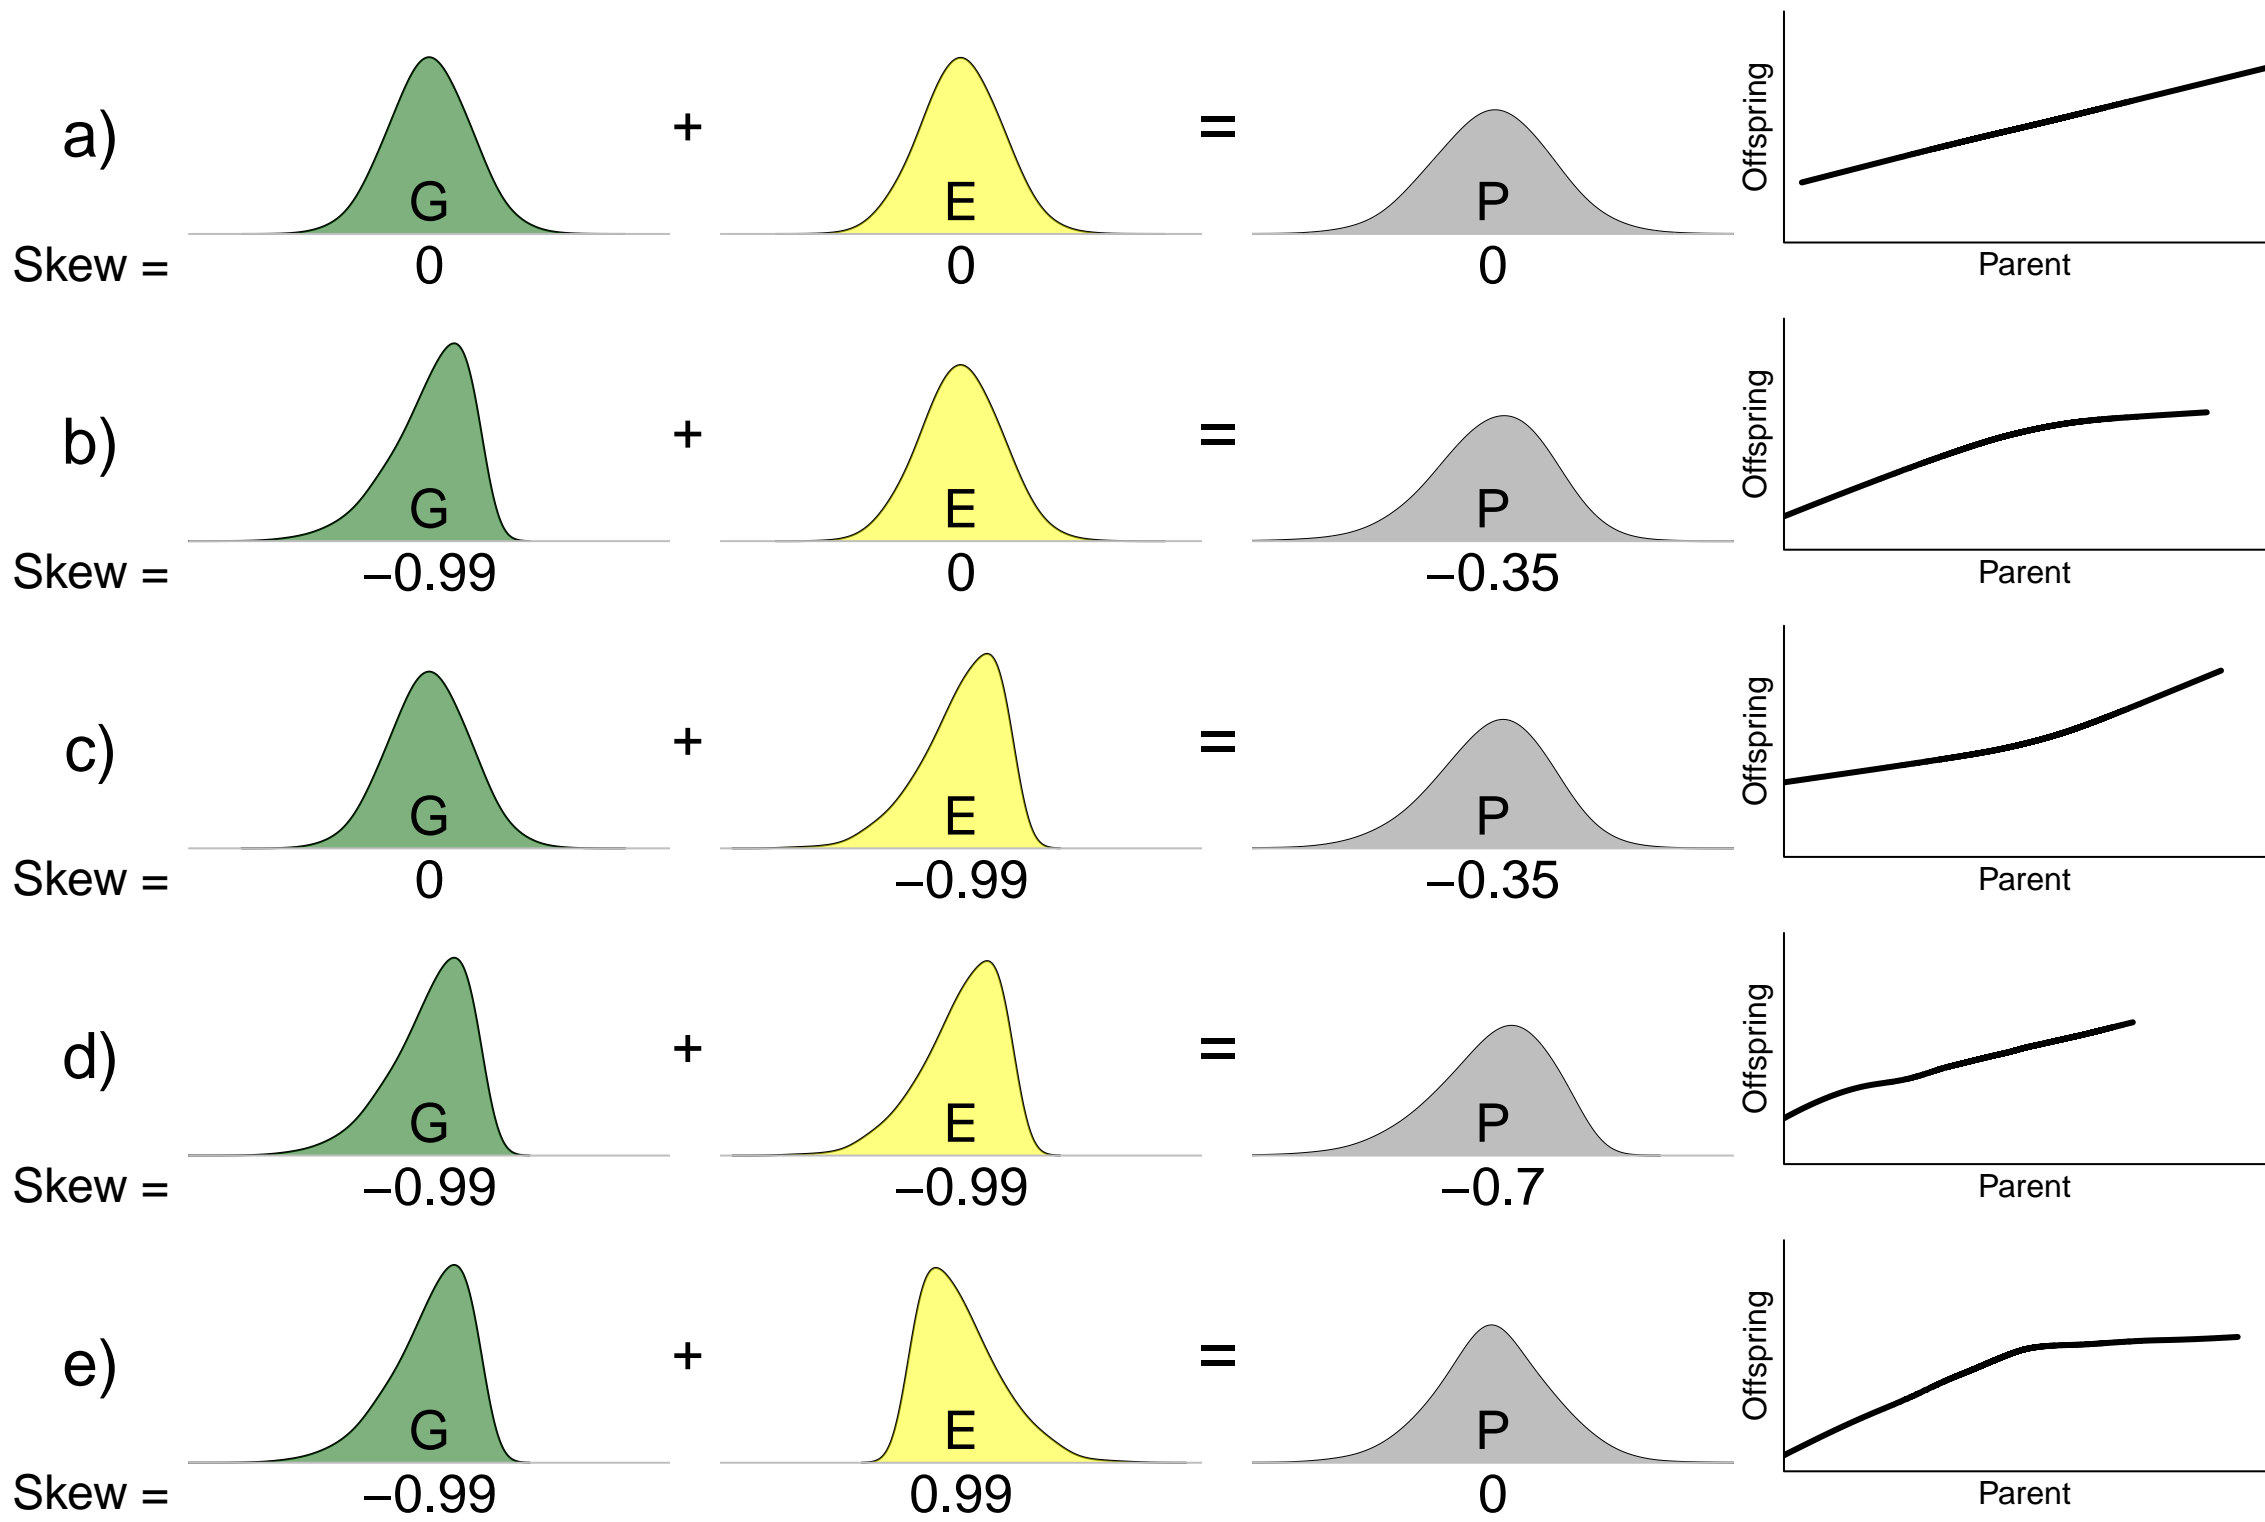 a) G + E = P Offspring
Skew = 0 0 0 Parent
b) G + E = P Offspring
Skew = −0.99 0 −0.35 Parent
c) G + E = P Offspring
Skew = 0 −0.99 −0.35 Parent
d) G + E = P Offspring
Skew = −0.99 −0.99 −0.7 Parent
e) G + E = P Offspring
Skew = −0.99 0.99 0 Parent